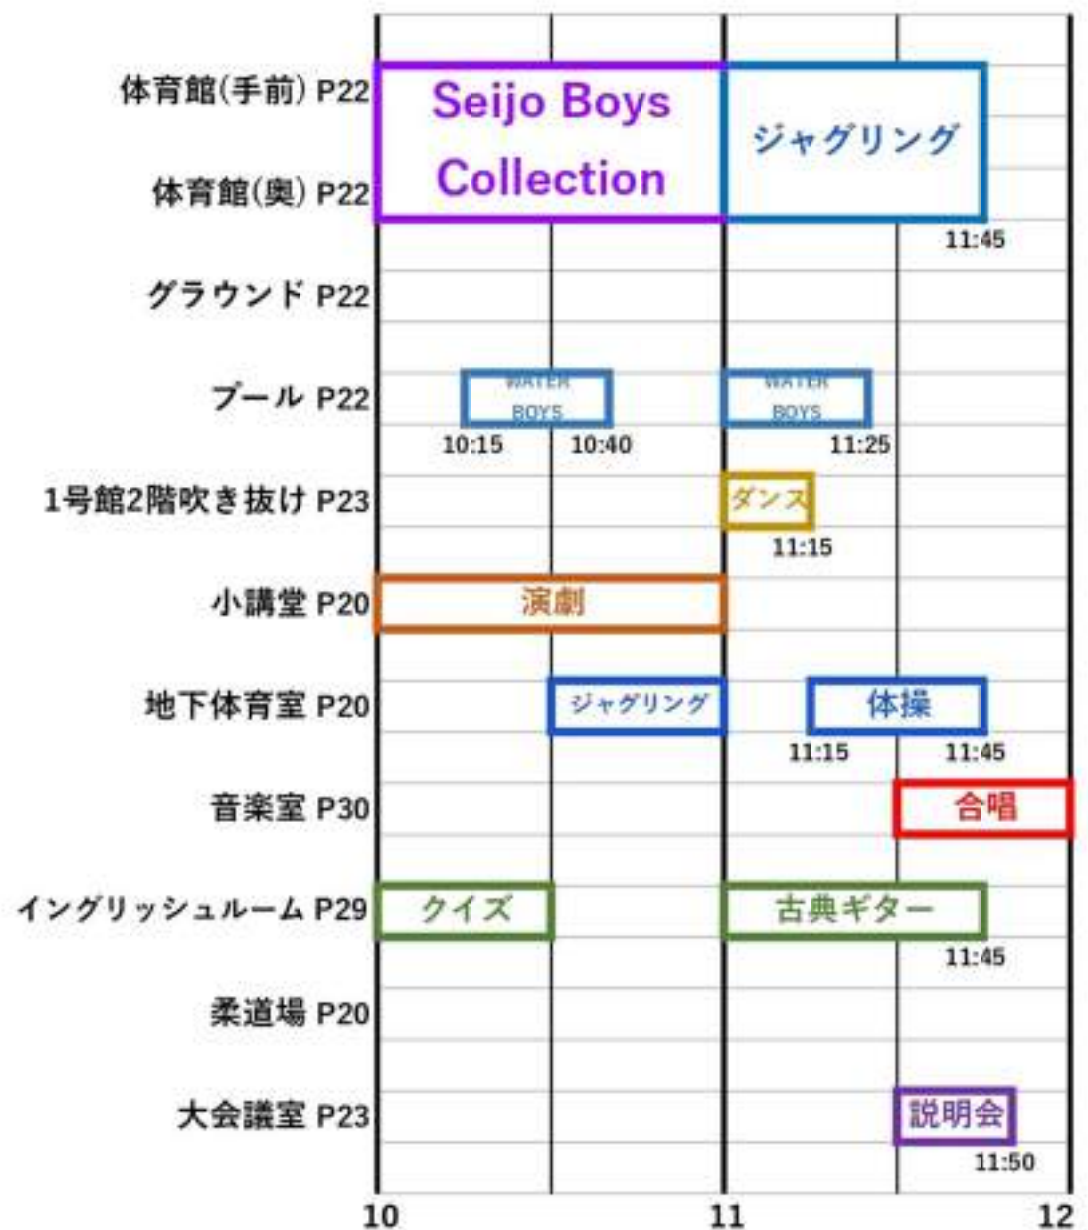 体育館(手前) P22
Seijo Boys
Collection
ジャグリング
体育館(奥) P22
11:45
グラウンド P22
プール P22
WATER
BOYS
WATER
BOYS
10:15
10:40
11:25
1号館2階吹き抜け P23
ダンス
11:15
小講堂 P20
演劇
地下体育室 P20
ジャグリング
体操
11:15
11:45
音楽室 P30
合唱
イングリッシュルーム P29
クイズ
古典ギター
11:45
柔道場 P20
大会議室 P23
説明会
11:50
10
11
12